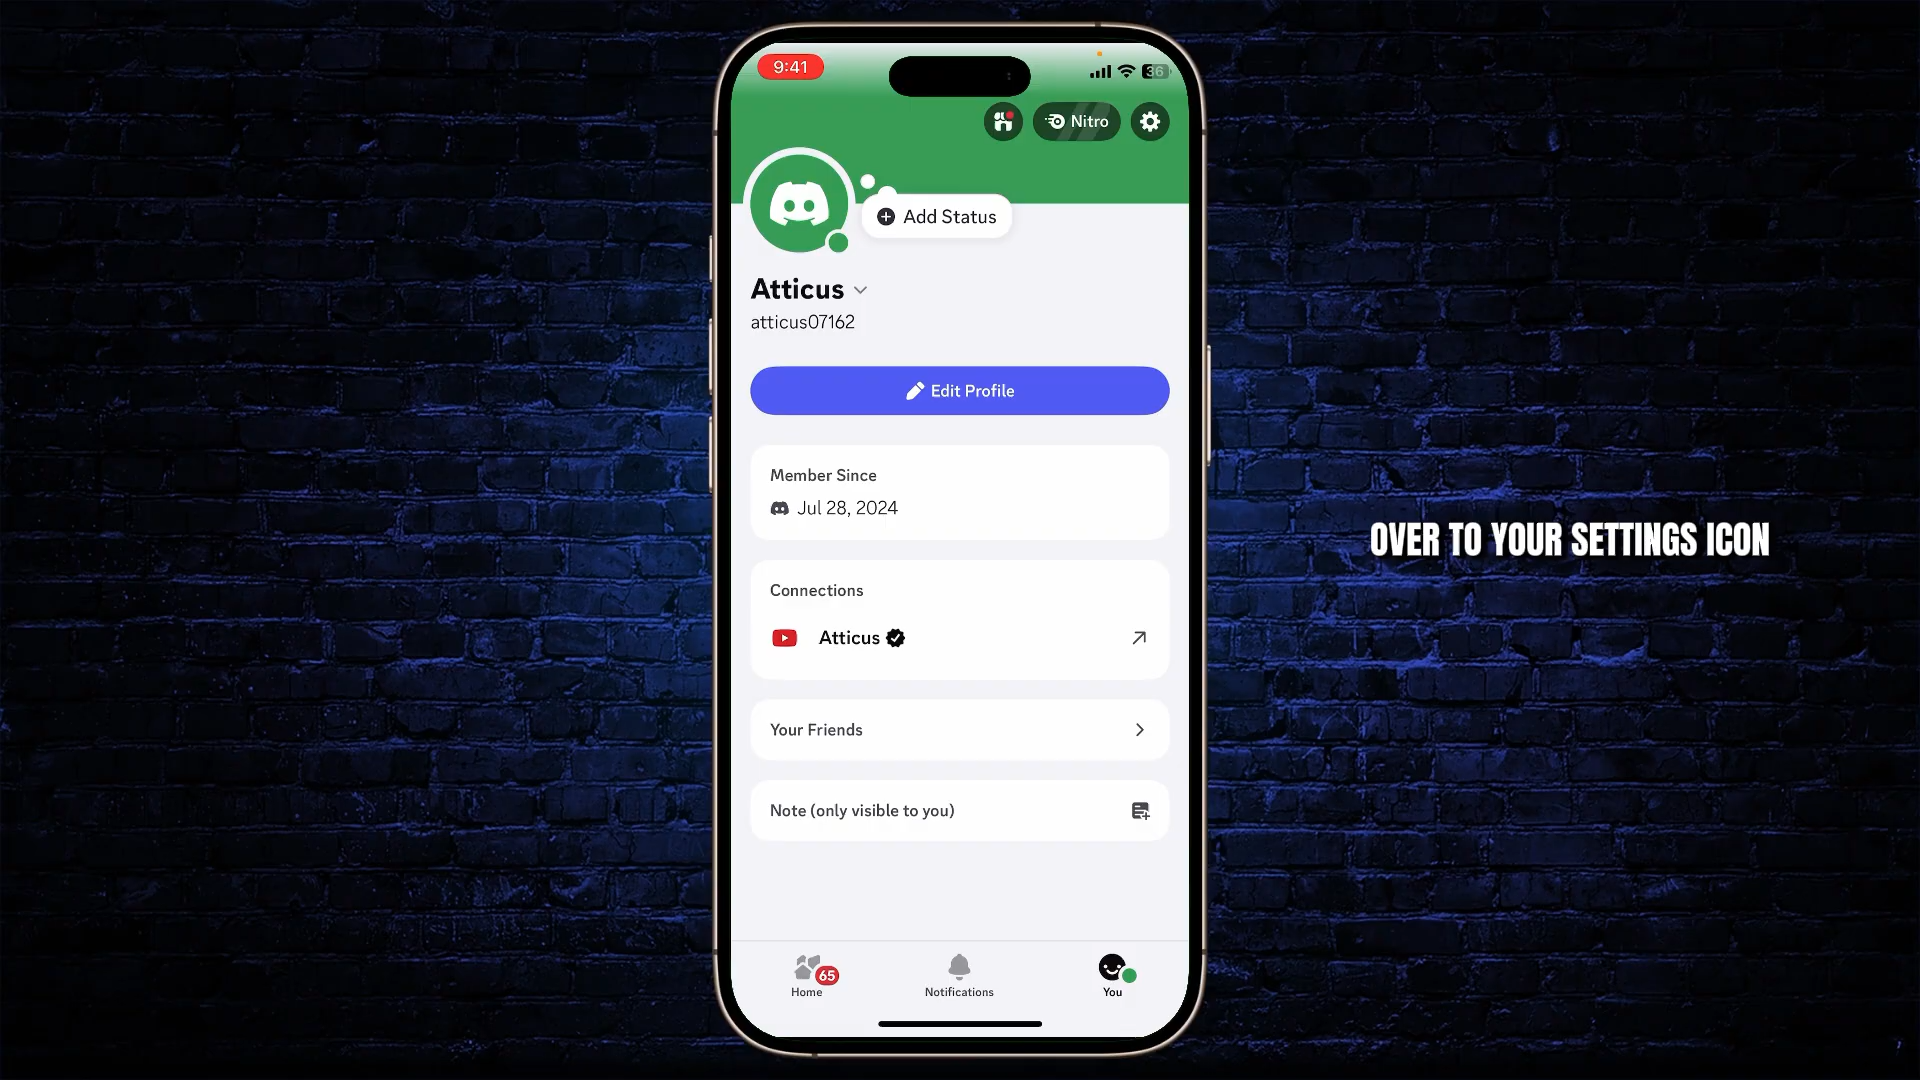 9:41
36
Nitro
Add Status
Atticus
atticus07162
Edit Profile
Member Since
Jul 28, 2024
Connections
Atticus
Your Friends
Note (only visible to you)
65
Home
Notifications
You
OVER TO YOUR SETTINGS ICON